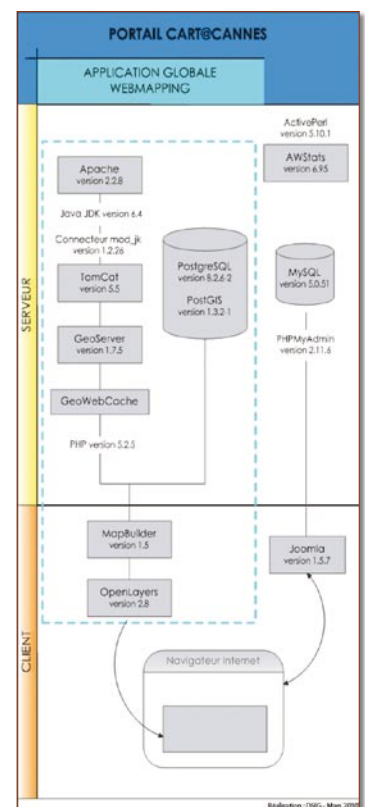 PORTAIL CART@CANNES
APPLICATION GLOBALE
WEBMAPPING
SERVEUR
Apache
version 2.2.8
Java JDK version 6.4
Connecteur mod_jk
version 1.2.26
TomCat
version 5.5
GeoServer
version 1.7.5
GeoWebCache
PHP version 5.2.5
PostgreSQL
version 8.2.6-2
PostGIS
version 1.3.2-1
ActivePerl
version 5.10.1
AWStats
version 6.95
MySQL
version 5.0.51
PHPMyAdmin
version 2.11.6
CLIENT
MapBuilder
version 1.5
OpenLayers
version 2.8
Joomla
version 1.5.7
Navigateur Internet
Réalisation : DSIG - Mars 2010